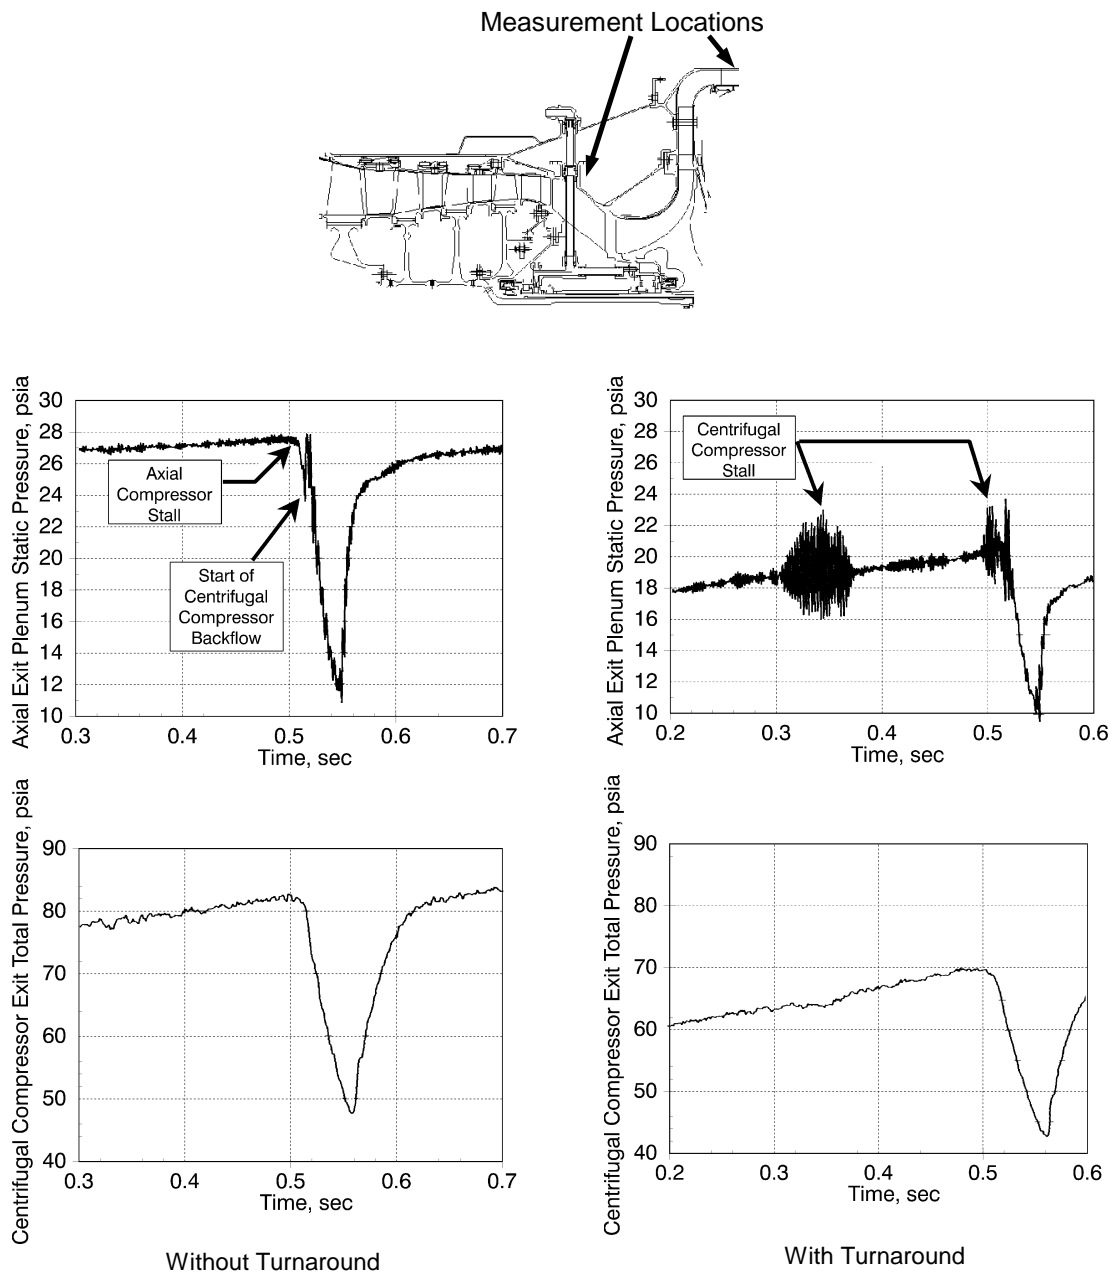 Measurement Locations
Axial Exit Plenum Static Pressure, psia
30
28
26
24
22
20
18
16
14
12
10
Axial
Compressor
Stall
Start of
Centrifugal
Compressor
Backflow
0.3
0.4
0.5
0.6
0.7
Time, sec
Axial Exit Plenum Static Pressure, psia
30
28
26
24
22
20
18
16
14
12
10
Centrifugal
Compressor
Stall
0.2
0.3
0.4
0.5
0.6
Time, sec
Centrifugal Compressor Exit Total Pressure, psia
90
80
70
60
50
40
0.3
0.4
0.5
0.6
0.7
Time, sec
Without Turnaround
Centrifugal Compressor Exit Total Pressure, psia
90
80
70
60
50
40
0.2
0.3
0.4
0.5
0.6
Time, sec
With Turnaround